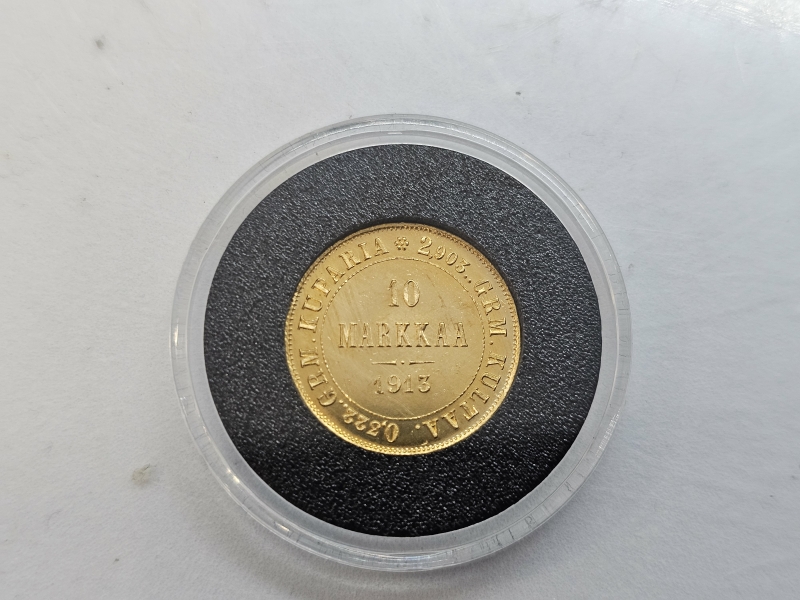 10
MARKKAA
1913
2,903.. GRM. KULTAA. 0,322. GRM. KUPARIA